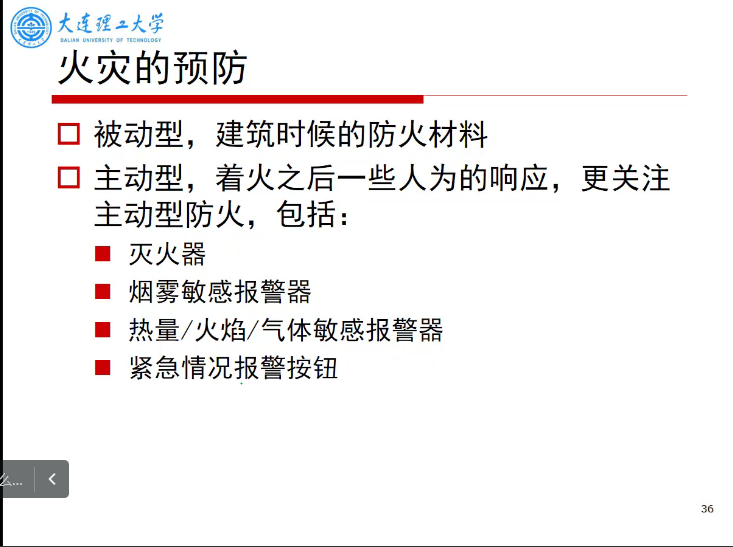 大连理工大学
DALIAN UNIVERSITY OF TECHNOLOGY
火灾的预防
被动型，建筑时候的防火材料
主动型，着火之后一些人为的响应，更关注
主动型防火，包括：
灭火器
烟雾敏感报警器
热量/火焰/气体敏感报警器
紧急情况报警按钮
么...
36